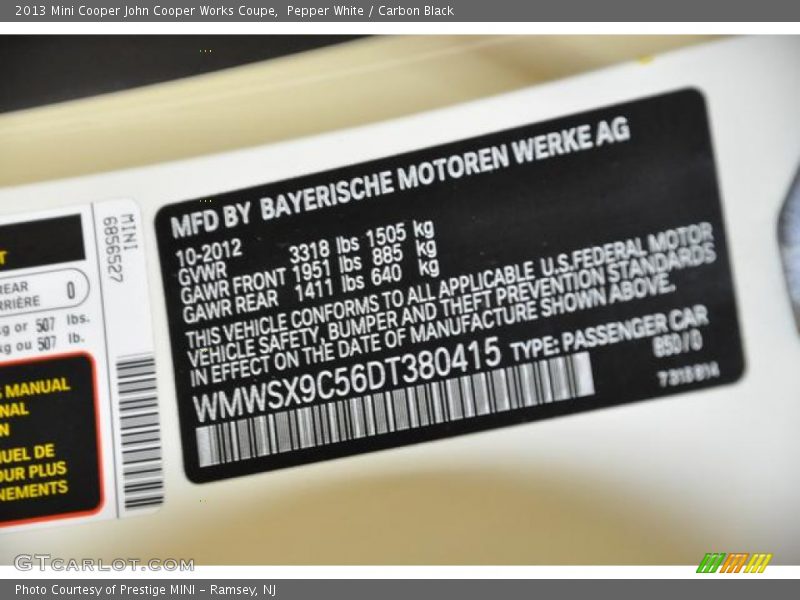 2013 Mini Cooper John Cooper Works Coupe,  Pepper White / Carbon Black
MFD BY BAYERISCHE MOTOREN WERKE AG
10-2012
GVWR 3318 lbs 1505 kg
GAWR FRONT 1951 lbs 885 kg
GAWR REAR 1411 lbs 640 kg
THIS VEHICLE CONFORMS TO ALL APPLICABLE U.S.FEDERAL MOTOR
VEHICLE SAFETY, BUMPER AND THEFT PREVENTION STANDARDS
IN EFFECT ON THE DATE OF MANUFACTURE SHOWN ABOVE.
WMWSX9C56DT380415 TYPE: PASSENGER CAR
850/0
MINI
6856527
T
REAR 0
RRIÈRE
kg or 507 lbs.
kg ou 507 lb.
S MANUAL
NAL
N
UEL DE
OUR PLUS
NEMENTS
GTCARLOT.COM
Photo Courtesy of Prestige MINI - Ramsey, NJ